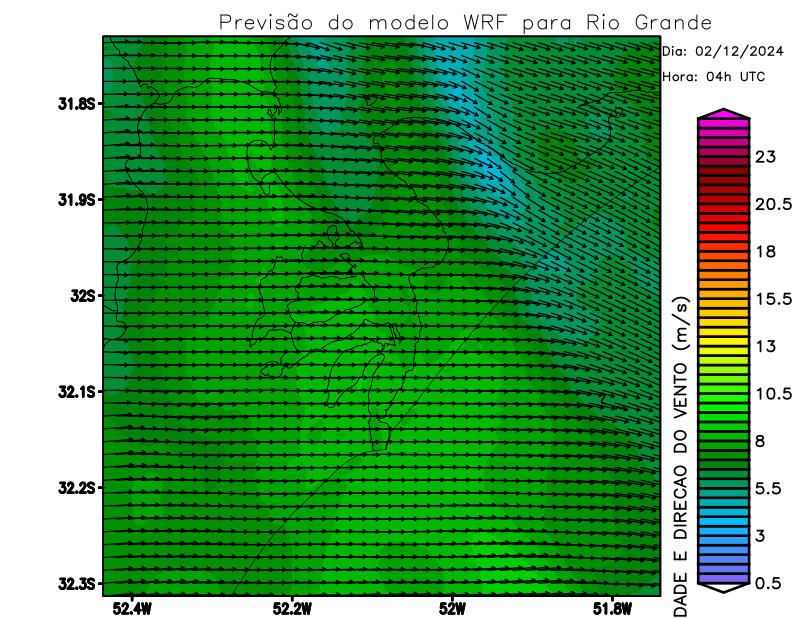 Previsão do modelo WRF para Rio Grande
Dia: 02/12/2024
Hora: 04h UTC
31.8S
31.9S
32S
32.1S
32.2S
32.3S
52.4W
52.2W
52W
51.8W
DADE E DIRECAO DO VENTO (m/s)
23
20.5
18
15.5
13
10.5
8
5.5
3
0.5